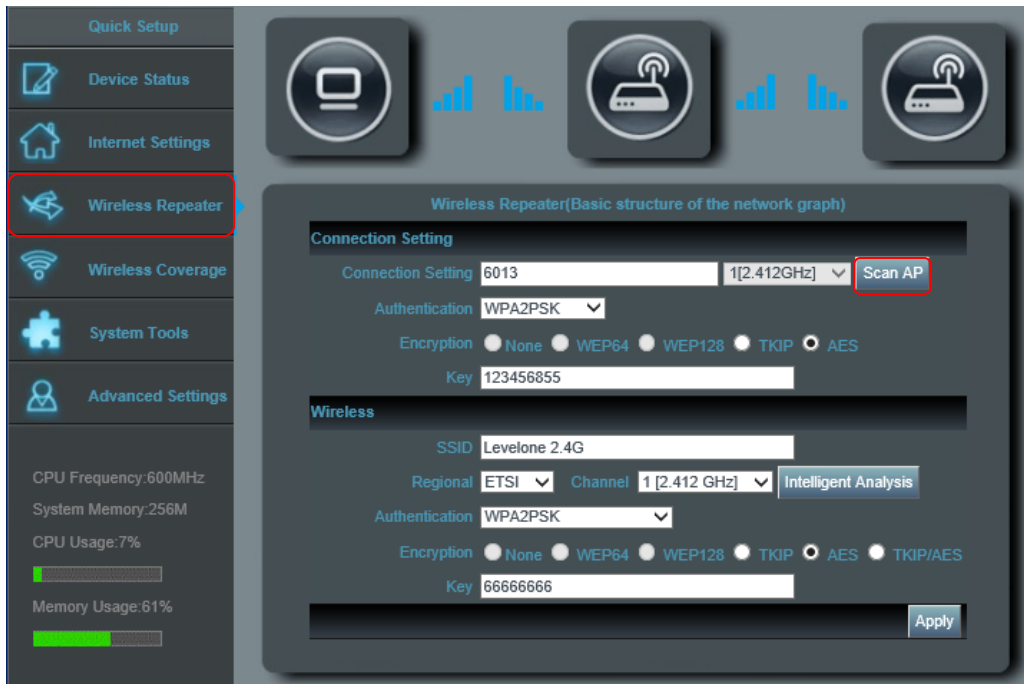 Quick Setup
Device Status
Internet Settings
Wireless Repeater
Wireless Coverage
System Tools
Advanced Settings
CPU Frequency:600MHz
System Memory:256M
CPU Usage:7%
Memory Usage:61%
Wireless Repeater(Basic structure of the network graph)
Connection Setting
Connection Setting 6013 1[2.412GHz] Scan AP
Authentication WPA2PSK
Encryption None WEP64 WEP128 TKIP AES
Key 123456855
Wireless
SSID Levelone 2.4G
Regional ETSI Channel 1 [2.412 GHz] Intelligent Analysis
Authentication WPA2PSK
Encryption None WEP64 WEP128 TKIP AES TKIP/AES
Key 66666666
Apply